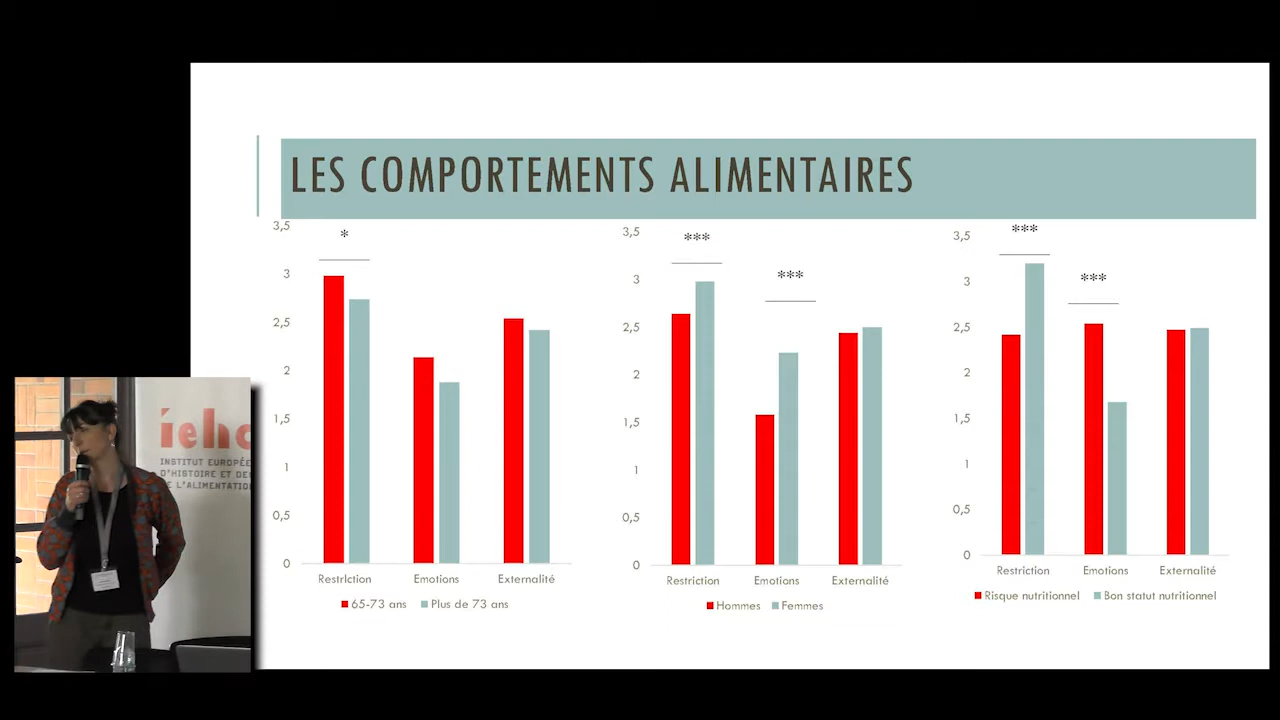 LES COMPORTEMENTS ALIMENTAIRES
3,5
3
2,5
2
1,5
1
0,5
0
*
Restriction
Emotions
Externalité
65-73 ans
Plus de 73 ans
3,5
3
2,5
2
1,5
1
0,5
0
***
***
Restriction
Emotions
Externalité
Hommes
Femmes
3,5
3
2,5
2
1,5
1
0,5
0
***
***
Restriction
Emotions
Externalité
Risque nutritionnel
Bon statut nutritionnel
INSTITUT EUROPÉE
D'HISTOIRE ET DE
DE L'ALIMENTATION